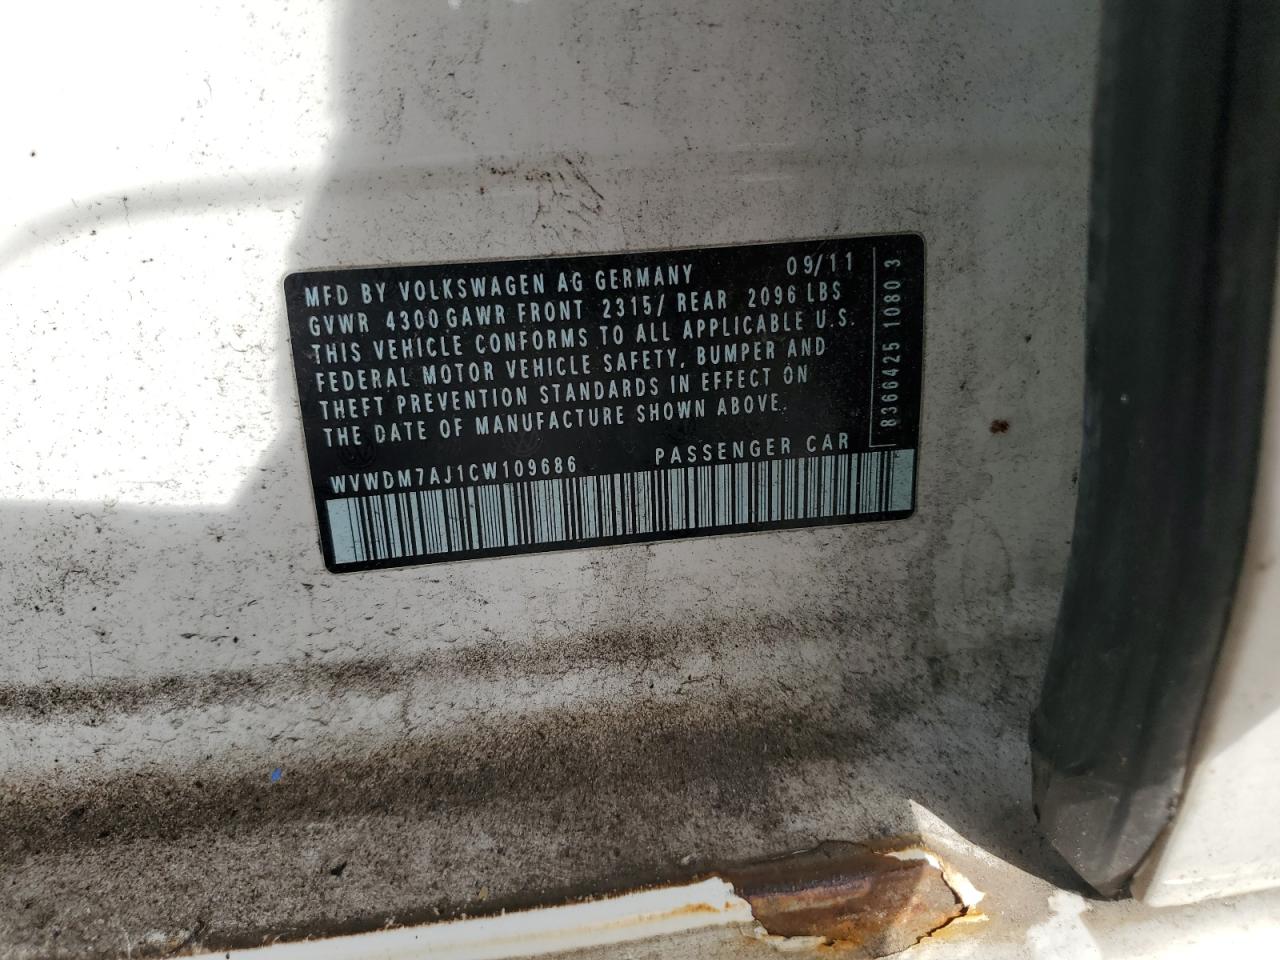 MFD BY VOLKSWAGEN AG GERMANY 09/11
GVWR 4300 GAWR FRONT 2315/ REAR 2096 LBS
THIS VEHICLE CONFORMS TO ALL APPLICABLE U.S.
FEDERAL MOTOR VEHICLE SAFETY, BUMPER AND
THEFT PREVENTION STANDARDS IN EFFECT ON
THE DATE OF MANUFACTURE SHOWN ABOVE.
WVWDM7AJ1CW109686 PASSENGER CAR
8366425 1080 3